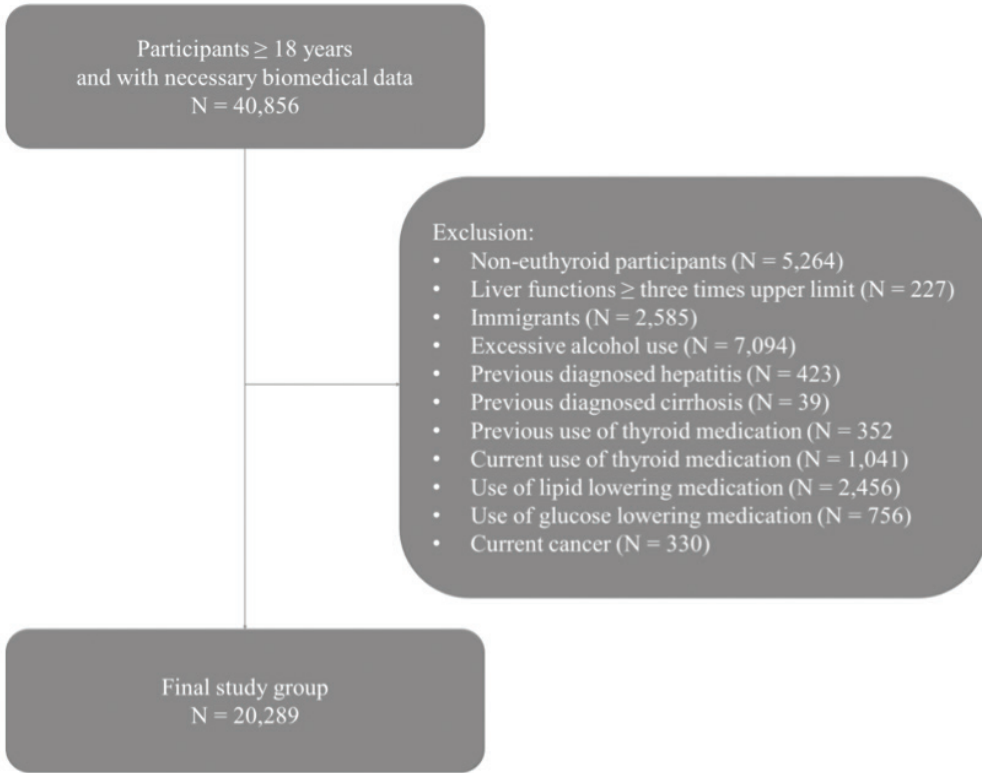 Participants ≥ 18 years
and with necessary biomedical data
N = 40,856
Exclusion:
• Non-euthyroid participants (N = 5,264)
• Liver functions ≥ three times upper limit (N = 227)
• Immigrants (N = 2,585)
• Excessive alcohol use (N = 7,094)
• Previous diagnosed hepatitis (N = 423)
• Previous diagnosed cirrhosis (N = 39)
• Previous use of thyroid medication (N = 352
• Current use of thyroid medication (N = 1,041)
• Use of lipid lowering medication (N = 2,456)
• Use of glucose lowering medication (N = 756)
• Current cancer (N = 330)
Final study group
N = 20,289